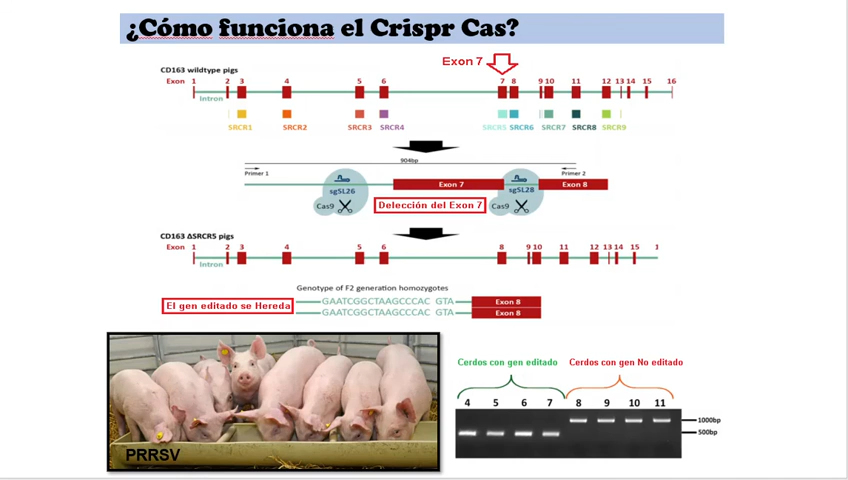 ¿Cómo funciona el Crispr Cas?
Exon 7
CD163 wildtype pigs
Exon 1 2 3 4 5 6 7 8 9 10 11 12 13 14 15 16
Intron
SRCR1 SRCR2 SRCR3 SRCR4 SRCR5 SRCR6 SRCR7 SRCR8 SRCR9
904bp
Primer 1 Primer 2
sgSL26 Exon 7 sgSL28 Exon 8
Cas9 Delección del Exon 7 Cas9
CD163 ΔSRCR5 pigs
Exon 1 2 3 4 5 6 8 9 10 11 12 13 14 15
Intron
Genotype of F2 generation homozygotes
El gen editado se Hereda
GAATCGGCTAAGCCCAC GTA Exon 8
GAATCGGCTAAGCCCAC GTA Exon 8
Cerdos con gen editado Cerdos con gen No editado
4 5 6 7 8 9 10 11
1000bp
500bp
PRRSV